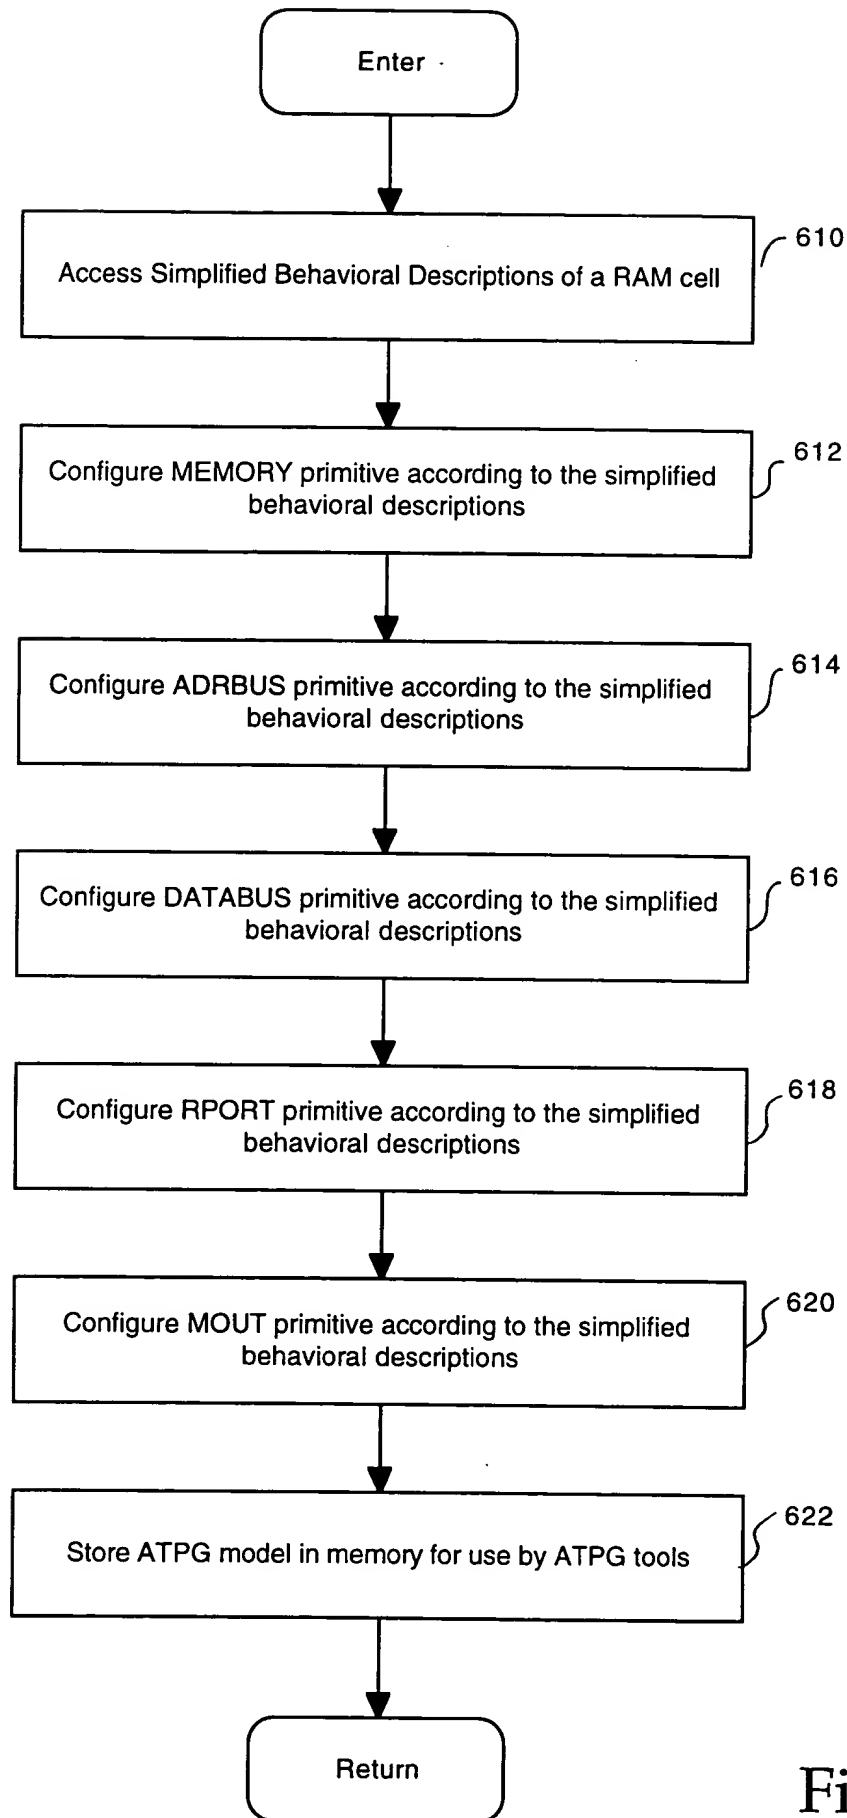 Enter
Access Simplified Behavioral Descriptions of a RAM cell
610
Configure MEMORY primitive according to the simplified
behavioral descriptions
612
Configure ADRBUS primitive according to the simplified
behavioral descriptions
614
Configure DATABUS primitive according to the simplified
behavioral descriptions
616
Configure RPORT primitive according to the simplified
behavioral descriptions
618
Configure MOUT primitive according to the simplified
behavioral descriptions
620
Store ATPG model in memory for use by ATPG tools
622
Return
Fi